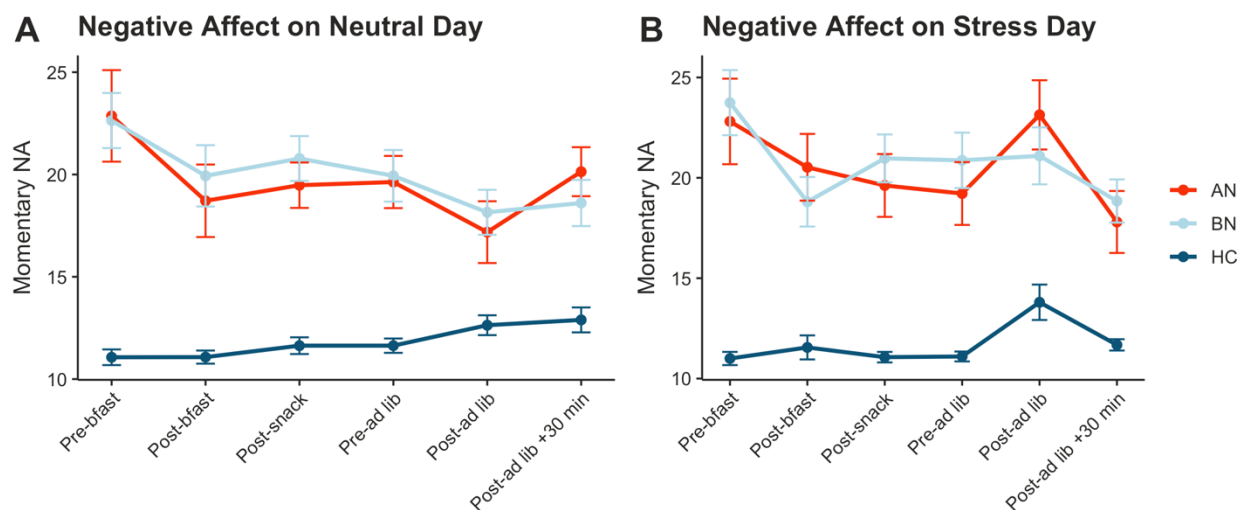 A Negative Affect on Neutral Day
Momentary NA
25
20
15
10
Pre-bfast
Post-bfast
Post-snack
Pre-ad lib
Post-ad lib
Post-ad lib +30 min
B Negative Affect on Stress Day
Momentary NA
25
20
15
10
Pre-bfast
Post-bfast
Post-snack
Pre-ad lib
Post-ad lib
Post-ad lib +30 min
AN
BN
HC